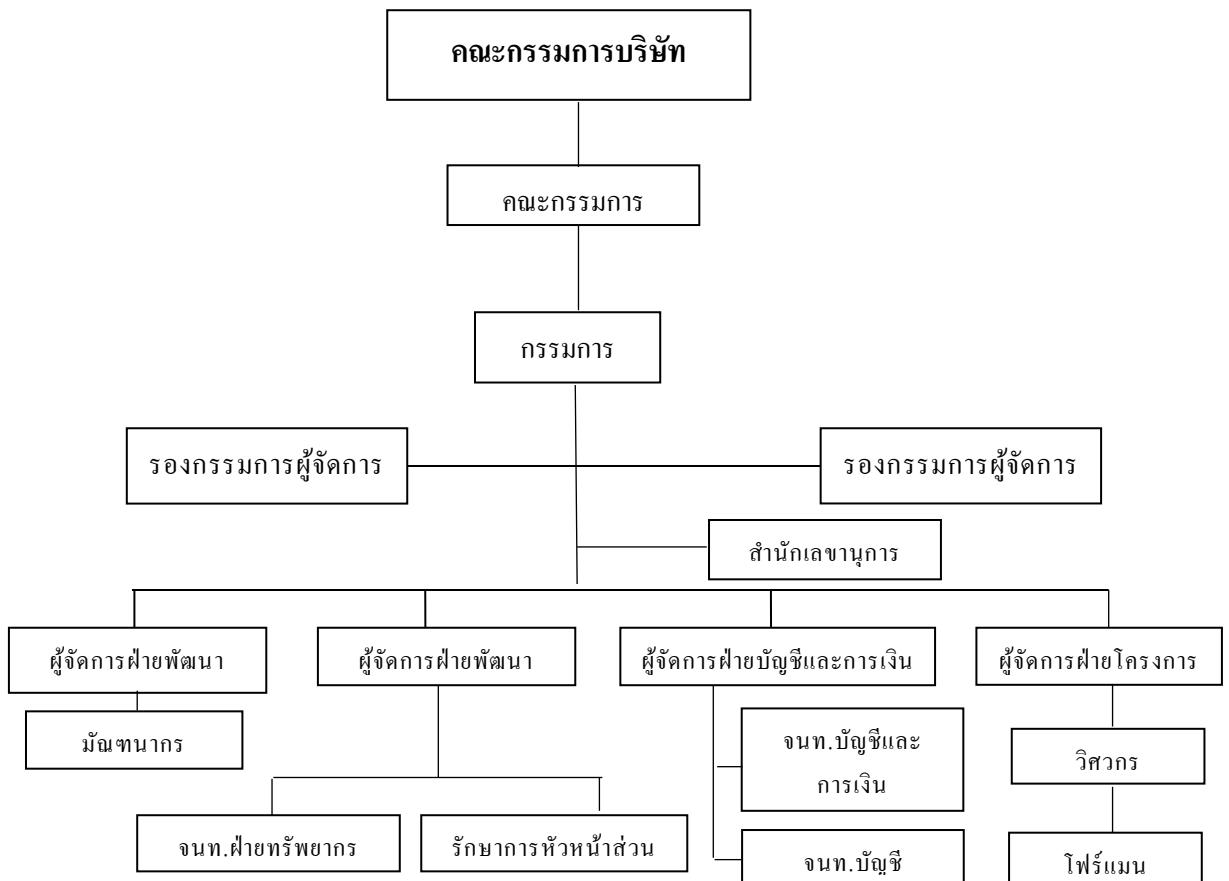 คณะกรรมการบริษัท
คณะกรรมการ
กรรมการ
รองกรรมการผู้จัดการ
รองกรรมการผู้จัดการ
สำนักเลขานุการ
ผู้จัดการฝ่ายพัฒนา
ผู้จัดการฝ่ายพัฒนา
ผู้จัดการฝ่ายบัญชีและการเงิน
ผู้จัดการฝ่ายโครงการ
มัณฑนากร
จนท.บัญชีและ
การเงิน
วิศวกร
จนท.ฝ่ายทรัพยากร
รักษาการหัวหน้าส่วน
จนท.บัญชี
โฟร์แมน